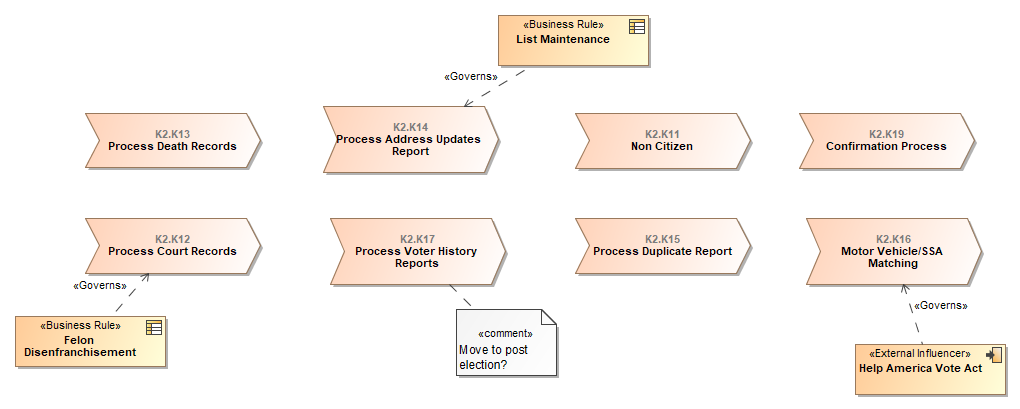 «Business Rule»
List Maintenance
«Governs»
K2.K13
Process Death Records
K2.K14
Process Address Updates
Report
K2.K11
Non Citizen
K2.K19
Confirmation Process
K2.K12
Process Court Records
K2.K17
Process Voter History
Reports
K2.K15
Process Duplicate Report
K2.K16
Motor Vehicle/SSA
Matching
«Governs»
«Governs»
«Business Rule»
Felon
Disenfranchisement
«comment»
Move to post
election?
«External Influencer»
Help America Vote Act